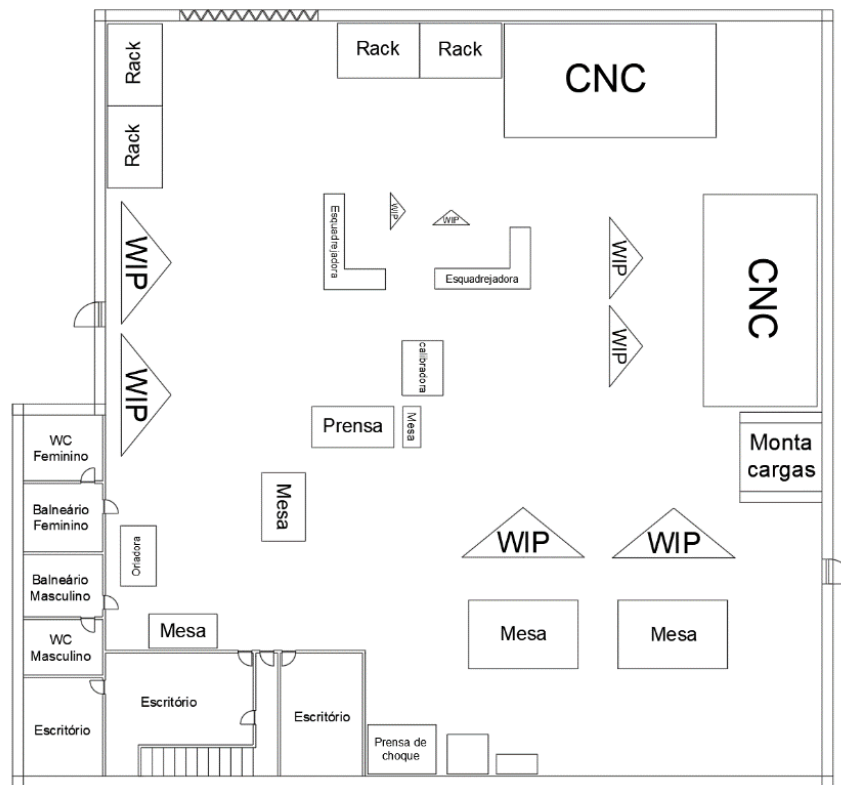 Rack
Rack
CNC
Rack
Rack
WIP
Esquadrejadora
WIP
WIP
Esquadrejadora
WIP
CNC
WIP
WIP
calibradora
Prensa
Mesa
WC
Feminino
Monta
cargas
Mesa
Balneário
Feminino
Orladora
WIP
WIP
Balneário
Masculino
Mesa
Mesa
Mesa
WC
Masculino
Escritório
Escritório
Escritório
Prensa de
choque